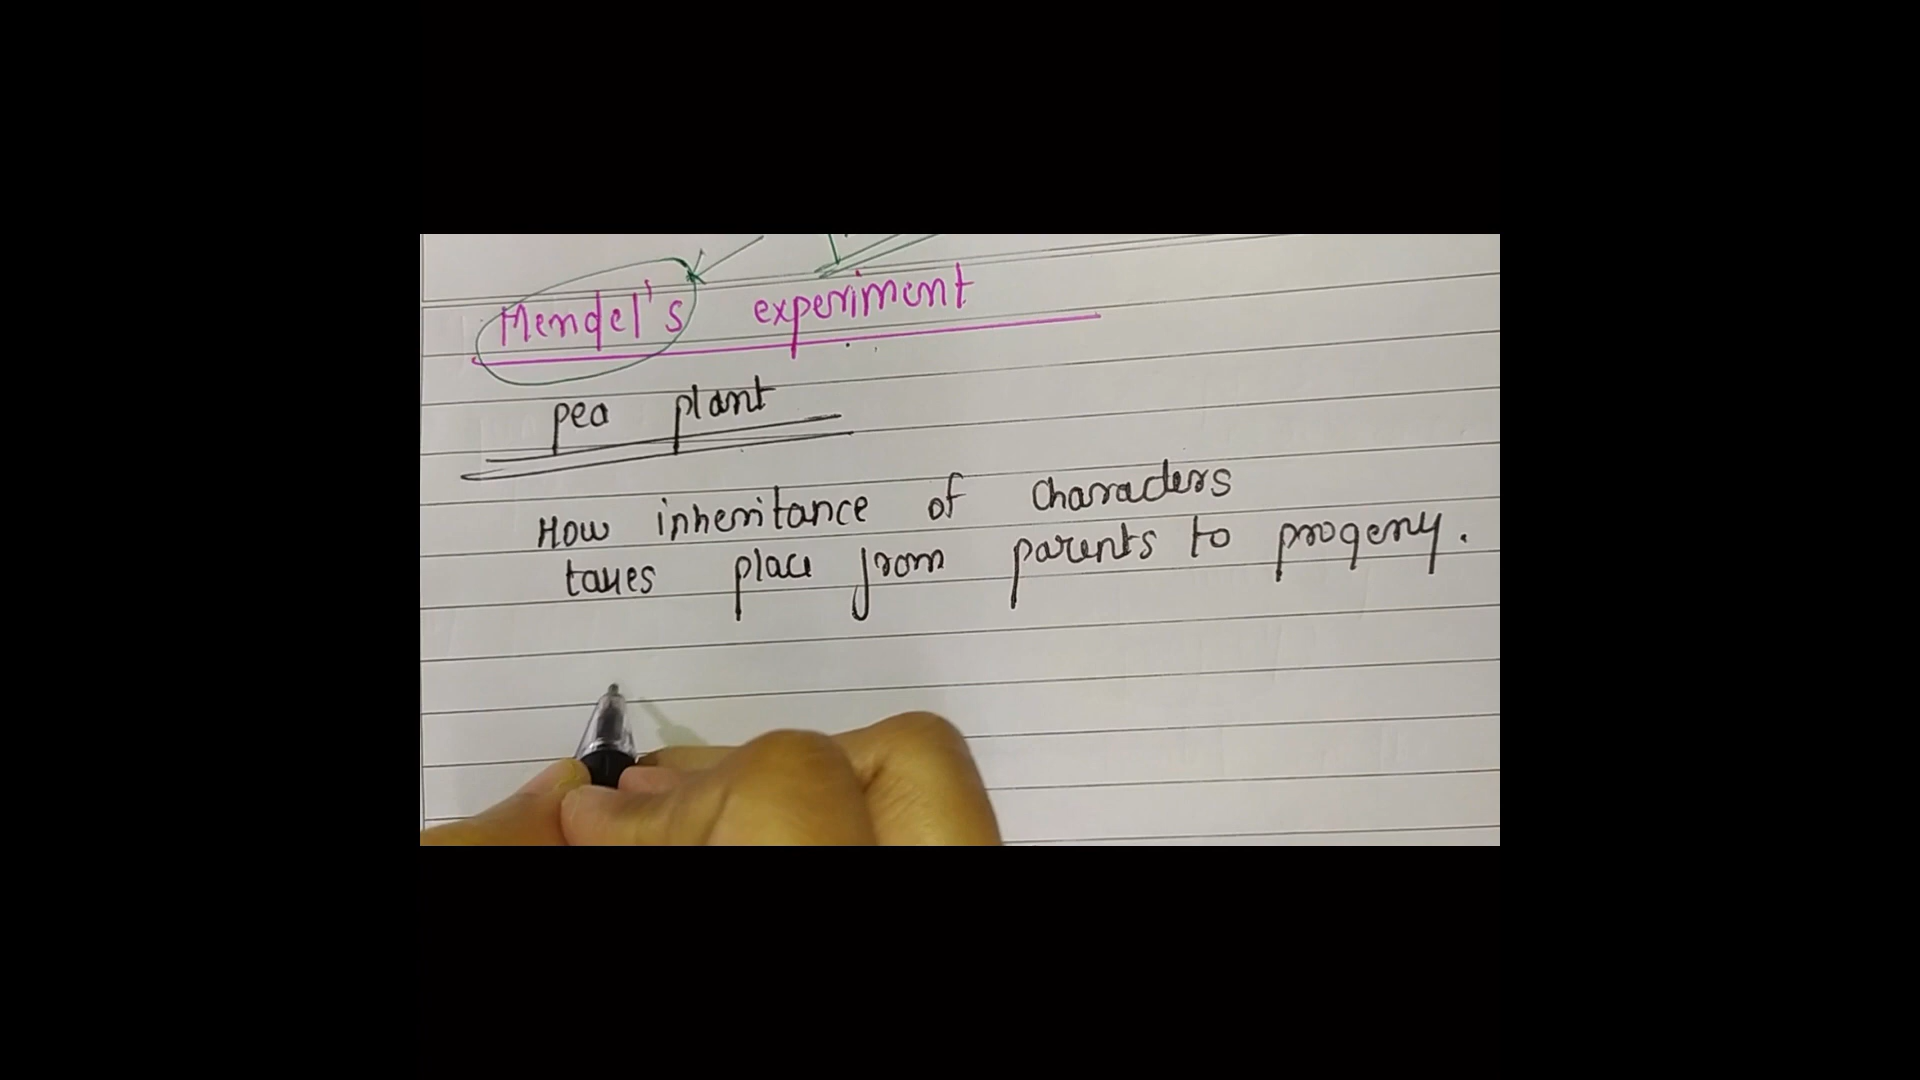 Mendel's experiment
pea plant
How inheritance of characters
takes place from parents to progeny.